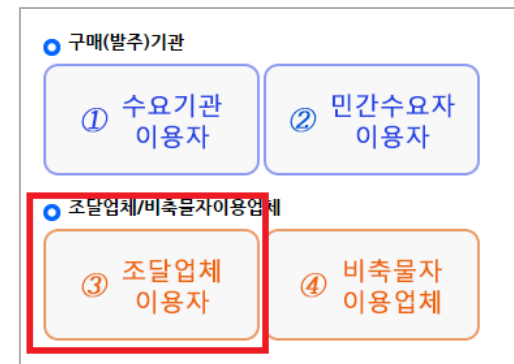 구매(발주)기관
① 수요기관
이용자
② 민간수요자
이용자
조달업체/비축물자이용업체
③ 조달업체
이용자
④ 비축물자
이용업체